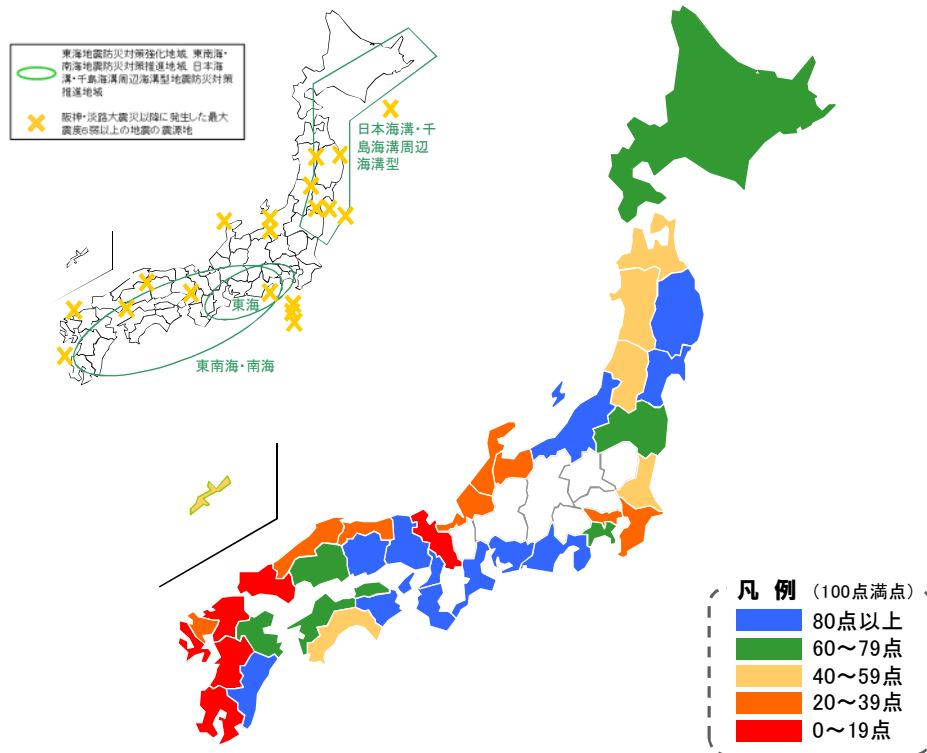 東海地震防災対策強化地域、東南海・
南海地震防災対策推進地域、日本海
溝・千島海溝周辺海溝型地震防災対策
推進地域
阪神・淡路大震災以降に発生した最大
震度6弱以上の地震の震源地
日本海溝・千
島海溝周辺
海溝型
東海
東南海・南海
凡 例 (100点満点)
80点以上
60～79点
40～59点
20～39点
0～19点